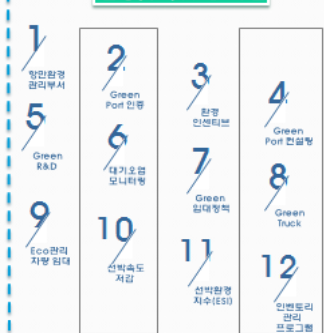 1
항만환경
관리부서
2
Green
Port 인증
3
환경
인센티브
4
Green
Port 컨설팅
5
Green
R&D
6
대기오염
모니터링
7
Green
임대정책
8
Green
Truck
9
Eco관리
차량 임대
10
선박속도
저감
11
선박환경
지수(ESI)
12
인벤토리
관리
프로그램